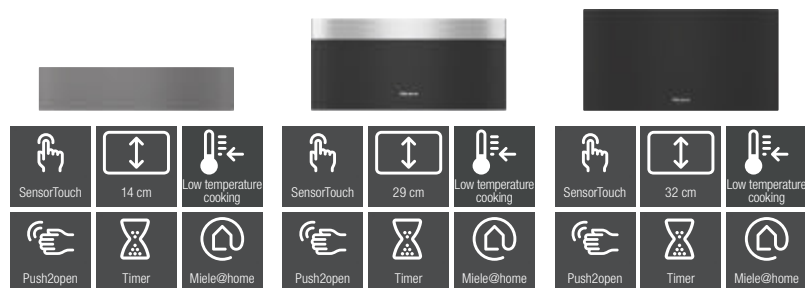 SensorTouch
14 cm
Low temperature
cooking
Push2open
Timer
Miele@home
SensorTouch
29 cm
Low temperature
cooking
Push2open
Timer
Miele@home
SensorTouch
32 cm
Low temperature
cooking
Push2open
Timer
Miele@home